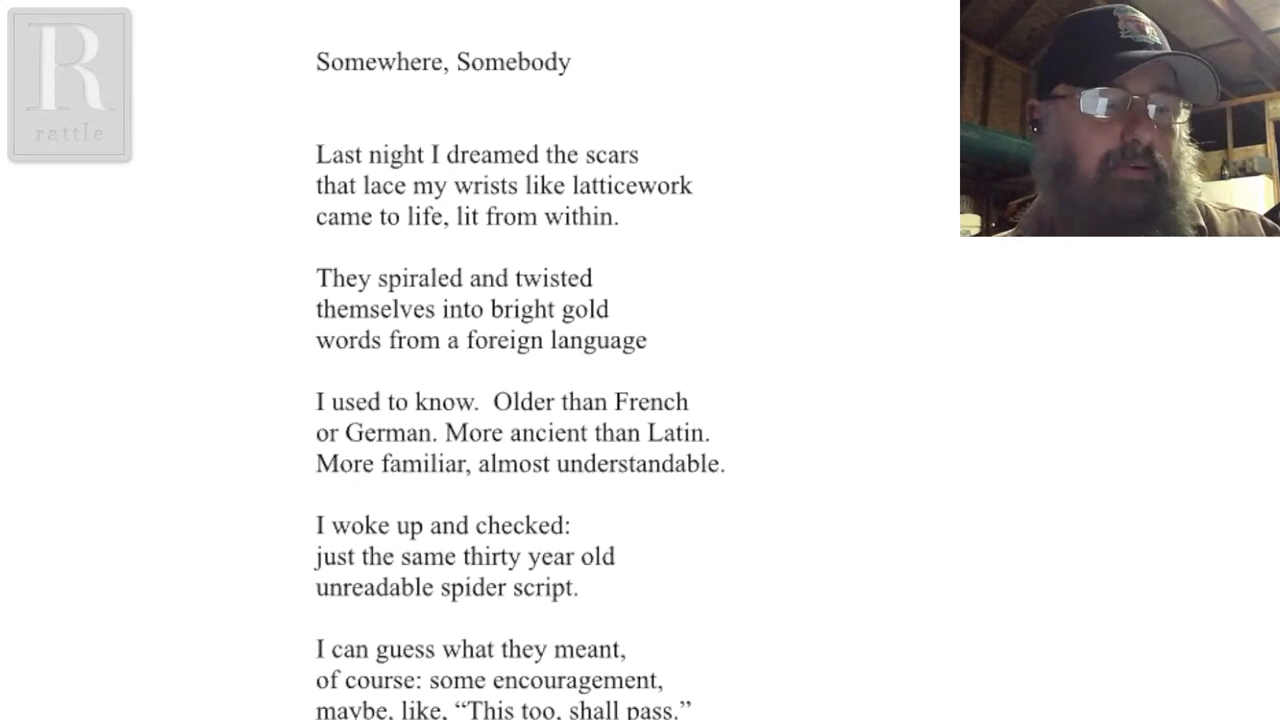 R
rattle
Somewhere, Somebody
Last night I dreamed the scars
that lace my wrists like latticework
came to life, lit from within.
They spiraled and twisted
themselves into bright gold
words from a foreign language
I used to know.  Older than French
or German. More ancient than Latin.
More familiar, almost understandable.
I woke up and checked:
just the same thirty year old
unreadable spider script.
I can guess what they meant,
of course: some encouragement,
maybe, like, “This too, shall pass.”